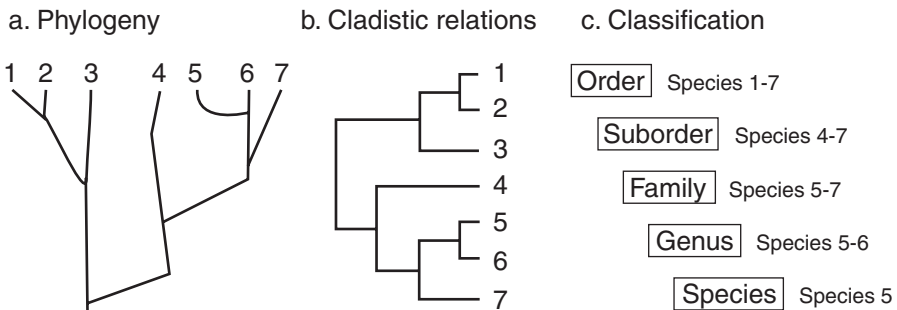 a. Phylogeny
1 2 3 4 5 6 7
b. Cladistic relations
1
2
3
4
5
6
7
c. Classification
Order Species 1-7
Suborder Species 4-7
Family Species 5-7
Genus Species 5-6
Species Species 5